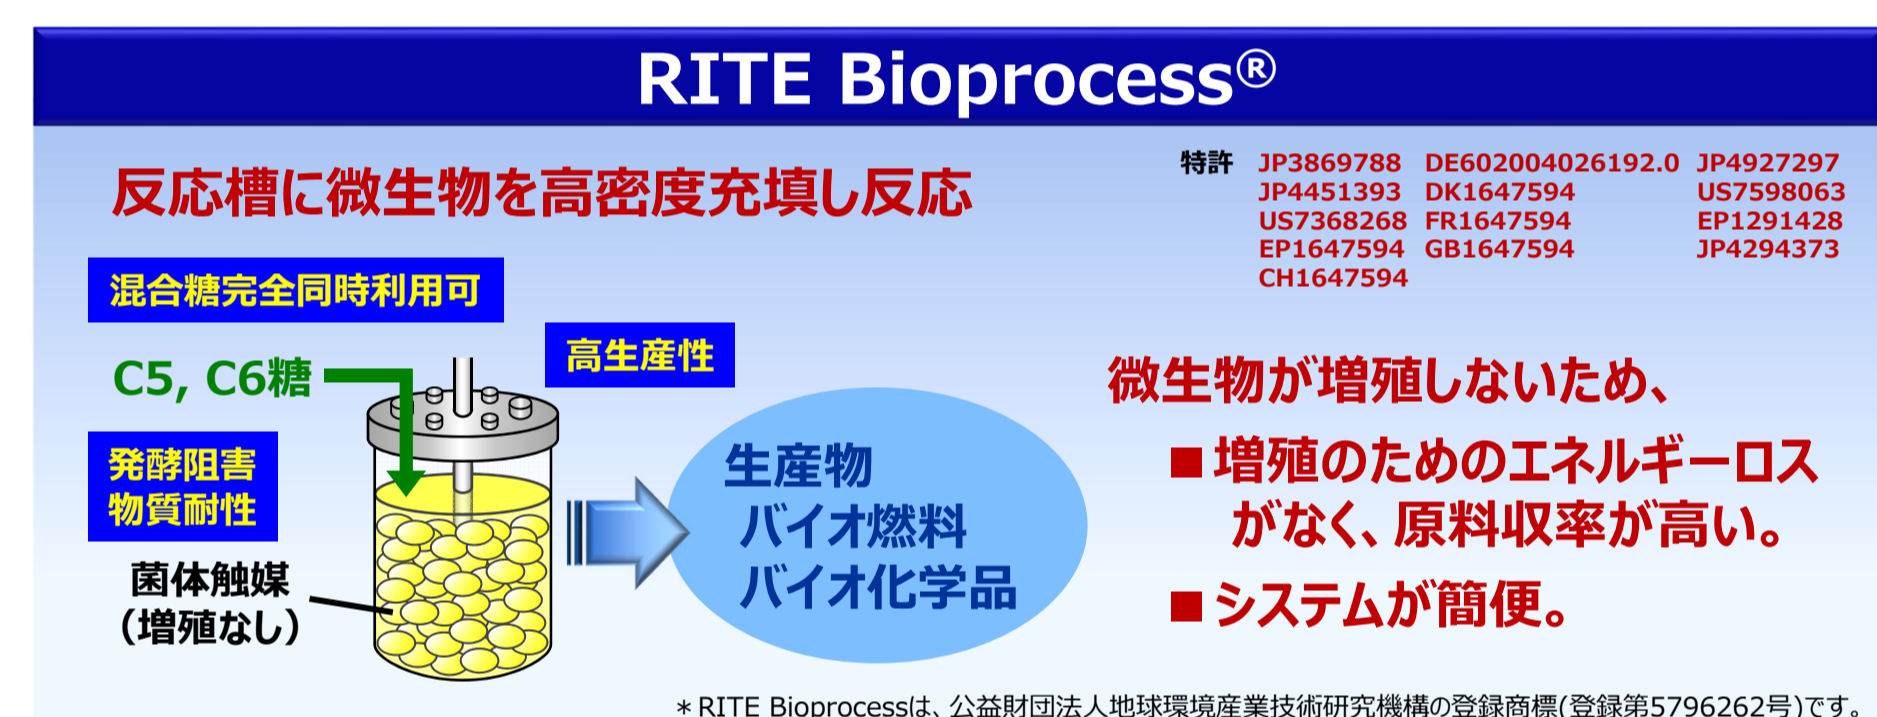 RITE Bioprocess®
反応槽に微生物を高密度充填し反応
特許 JP3869788 DE602004026192.0 JP4927297
JP4451393 DK1647594 US7598063
US7368268 FR1647594 EP1291428
EP1647594 GB1647594 JP4294373
CH1647594
混合糖完全同時利用可
高生産性
C5, C6糖
発酵阻害
物質耐性
菌体触媒
（増殖なし）
生産物
バイオ燃料
バイオ化学品
微生物が増殖しないため、
■増殖のためのエネルギーロス
がなく、原料収率が高い。
■システムが簡便。
＊RITE Bioprocessは、公益財団法人地球環境産業技術研究機構の登録商標(登録第5796262号)です。